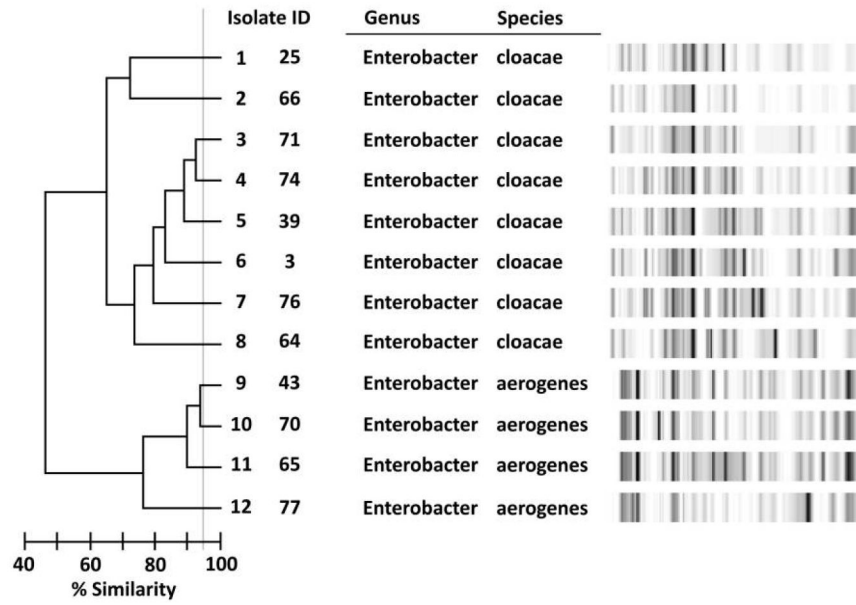 Isolate ID Genus Species
1 25 Enterobacter cloacae
2 66 Enterobacter cloacae
3 71 Enterobacter cloacae
4 74 Enterobacter cloacae
5 39 Enterobacter cloacae
6 3 Enterobacter cloacae
7 76 Enterobacter cloacae
8 64 Enterobacter cloacae
9 43 Enterobacter aerogenes
10 70 Enterobacter aerogenes
11 65 Enterobacter aerogenes
12 77 Enterobacter aerogenes
40 60 80 100
% Similarity